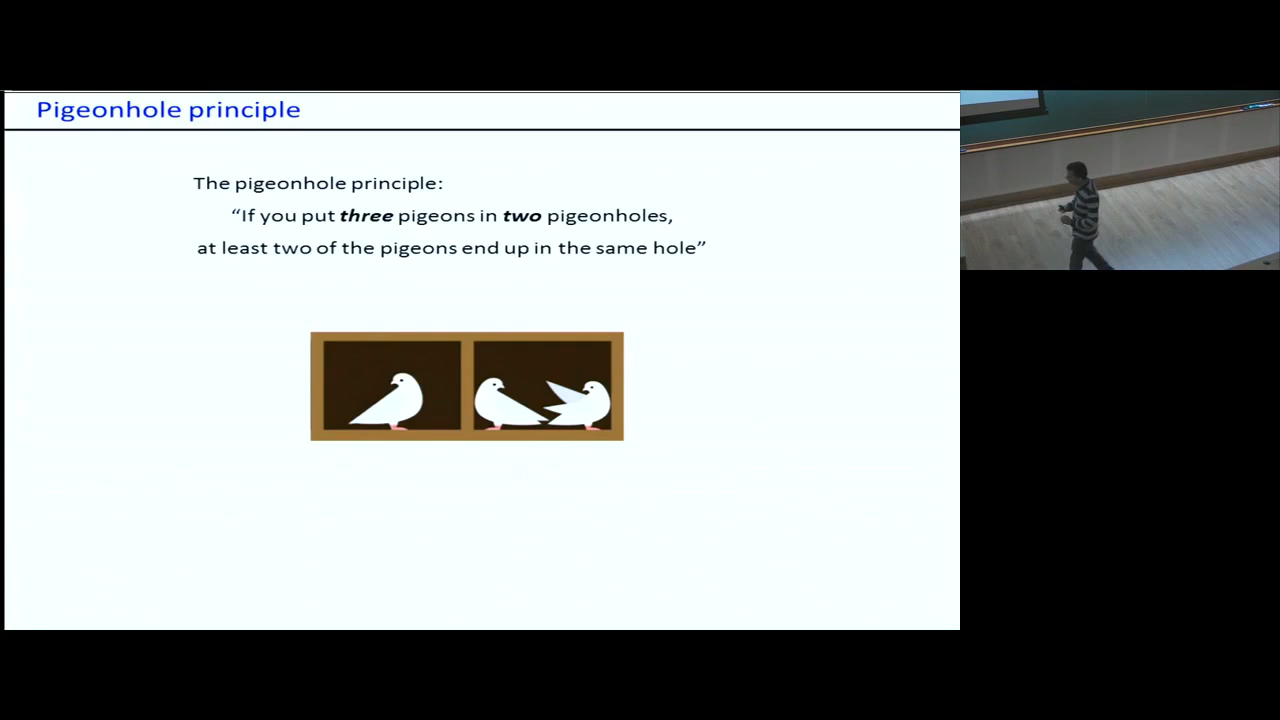 Pigeonhole principle
The pigeonhole principle:
“If you put three pigeons in two pigeonholes,
at least two of the pigeons end up in the same hole”